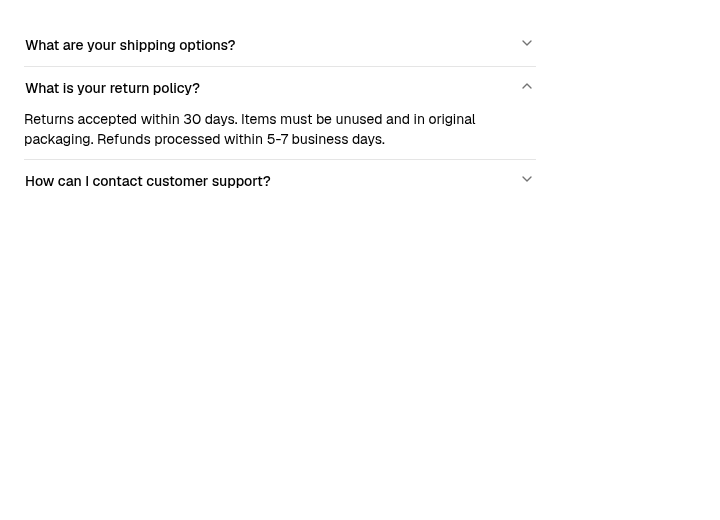 What are your shipping options?
What is your return policy?
Returns accepted within 30 days. Items must be unused and in original
packaging. Refunds processed within 5-7 business days.
How can I contact customer support?